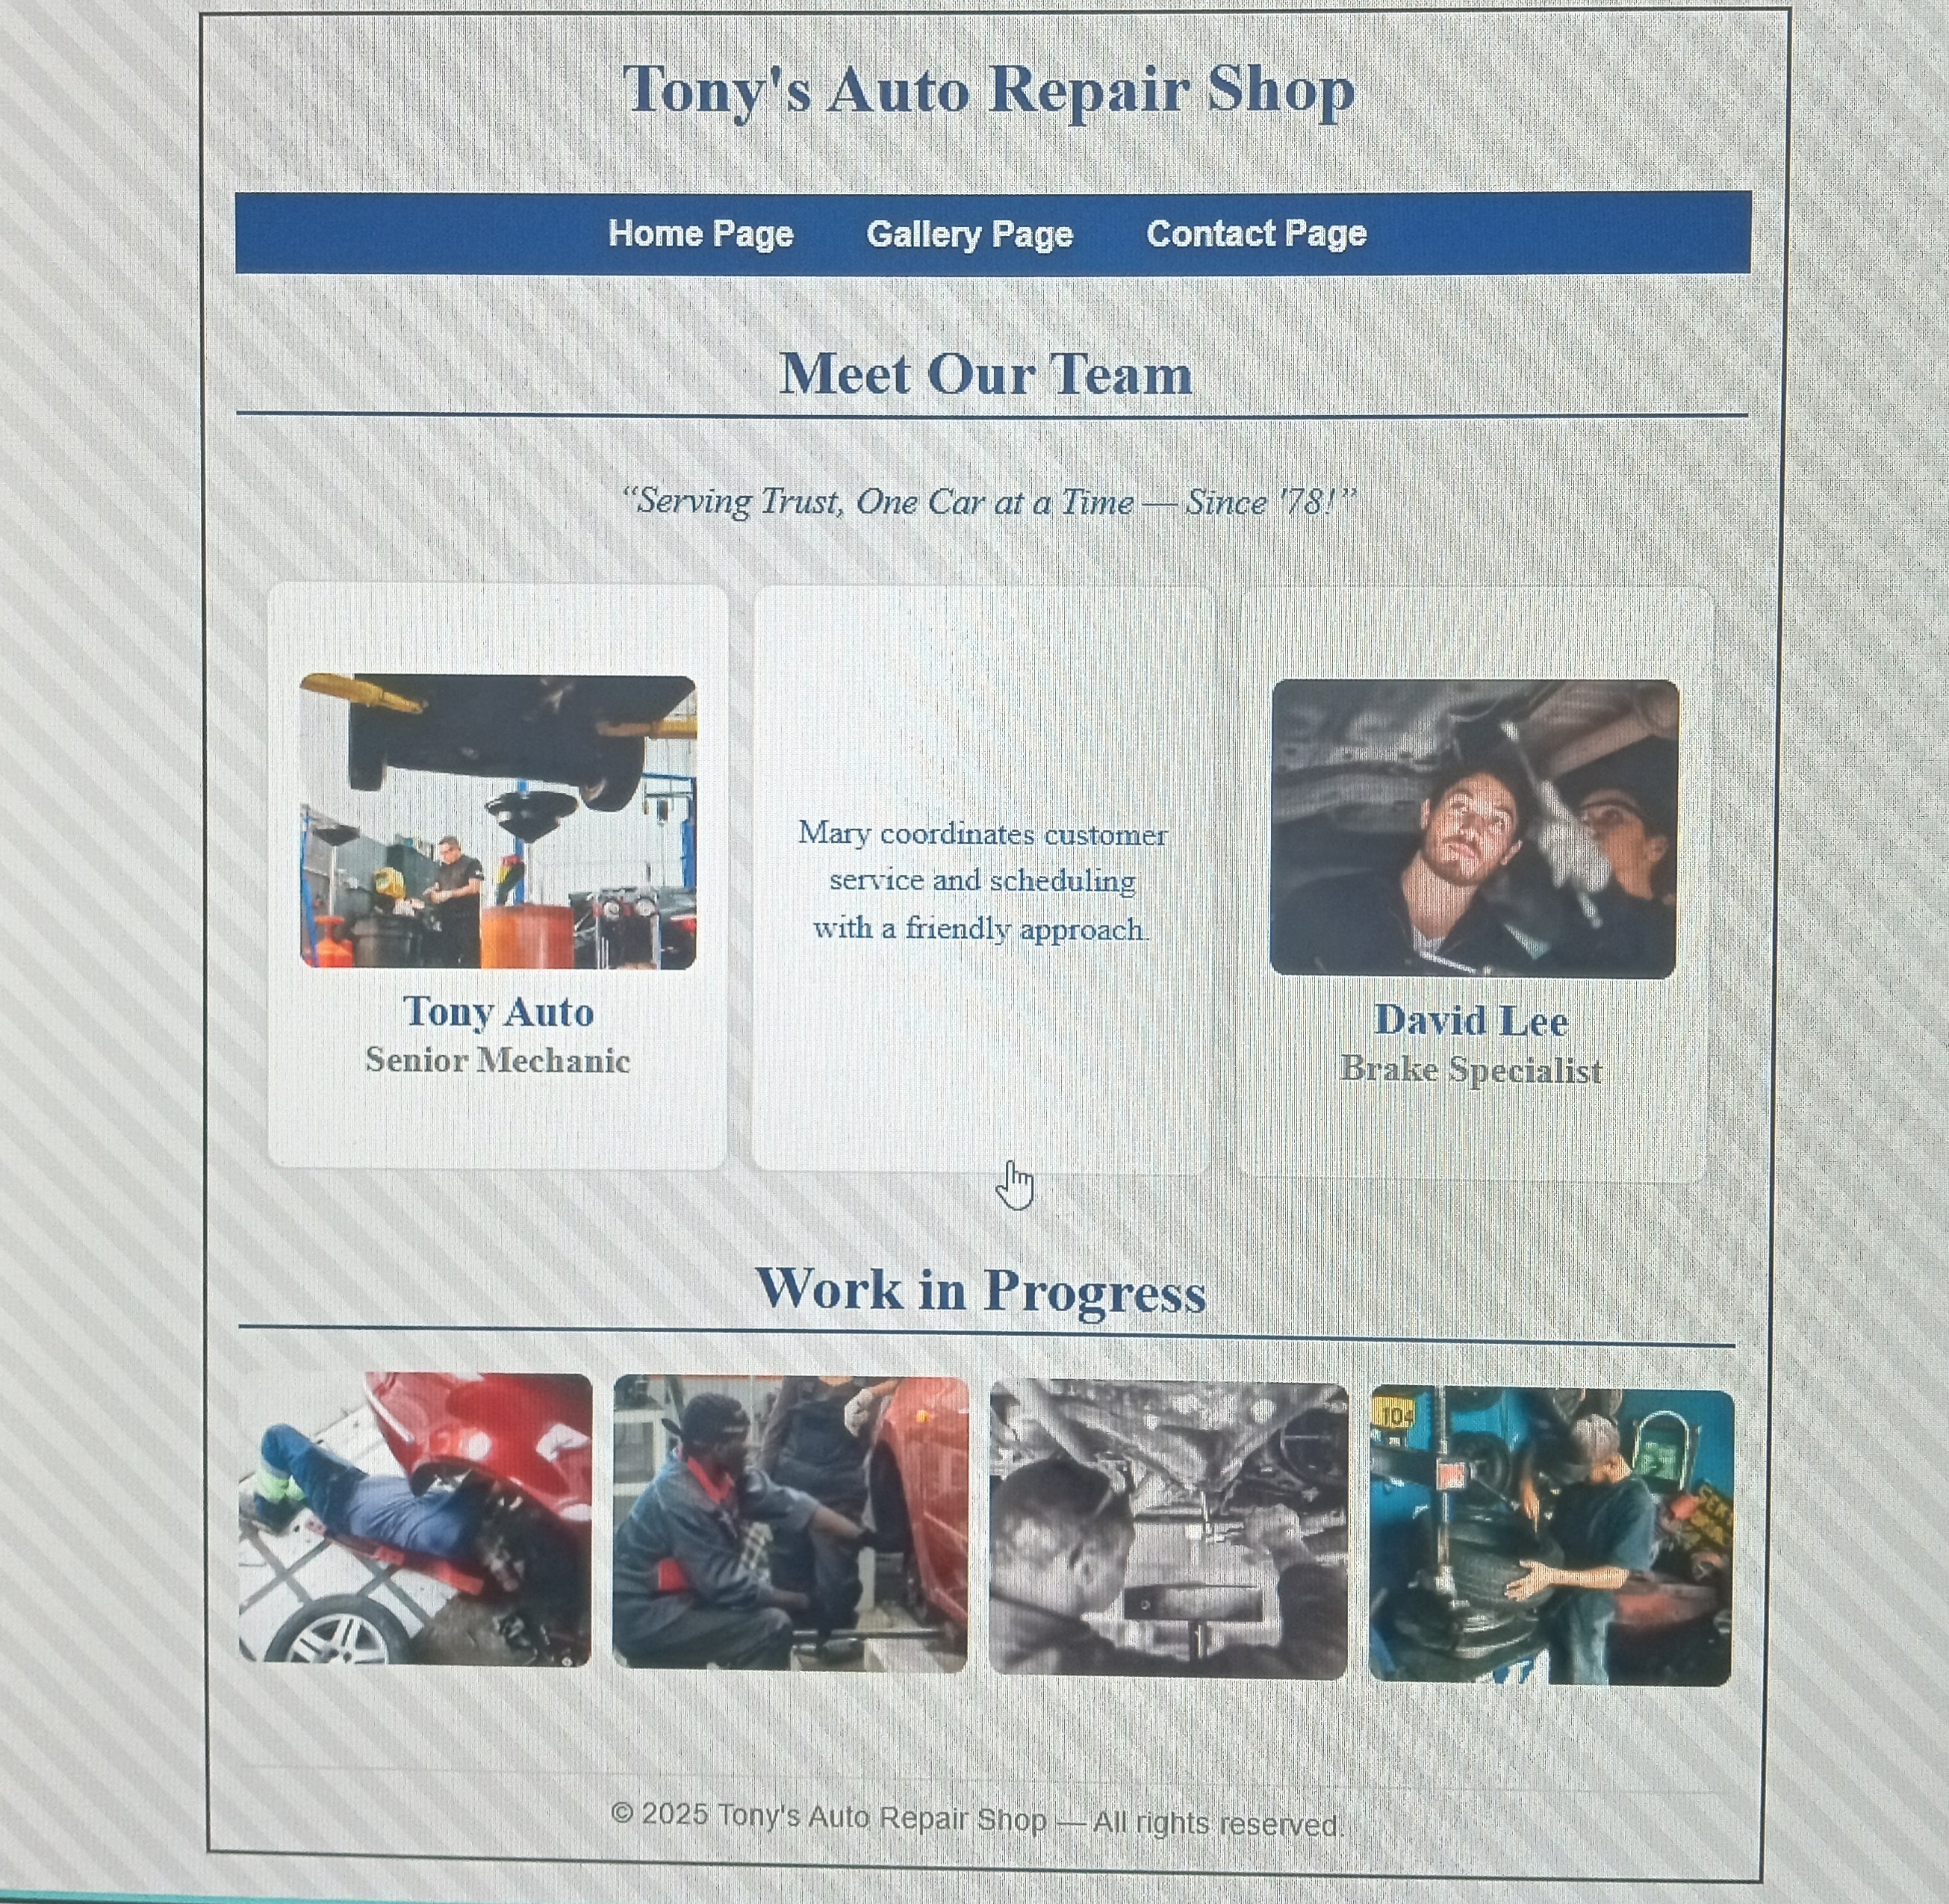 Tony's Auto Repair Shop
Home Page Gallery Page Contact Page
Meet Our Team
“Serving Trust, One Car at a Time — Since '78!”
Tony Auto
Senior Mechanic
Mary coordinates customer
service and scheduling
with a friendly approach.
David Lee
Brake Specialist
Work in Progress
104
© 2025 Tony's Auto Repair Shop — All rights reserved.